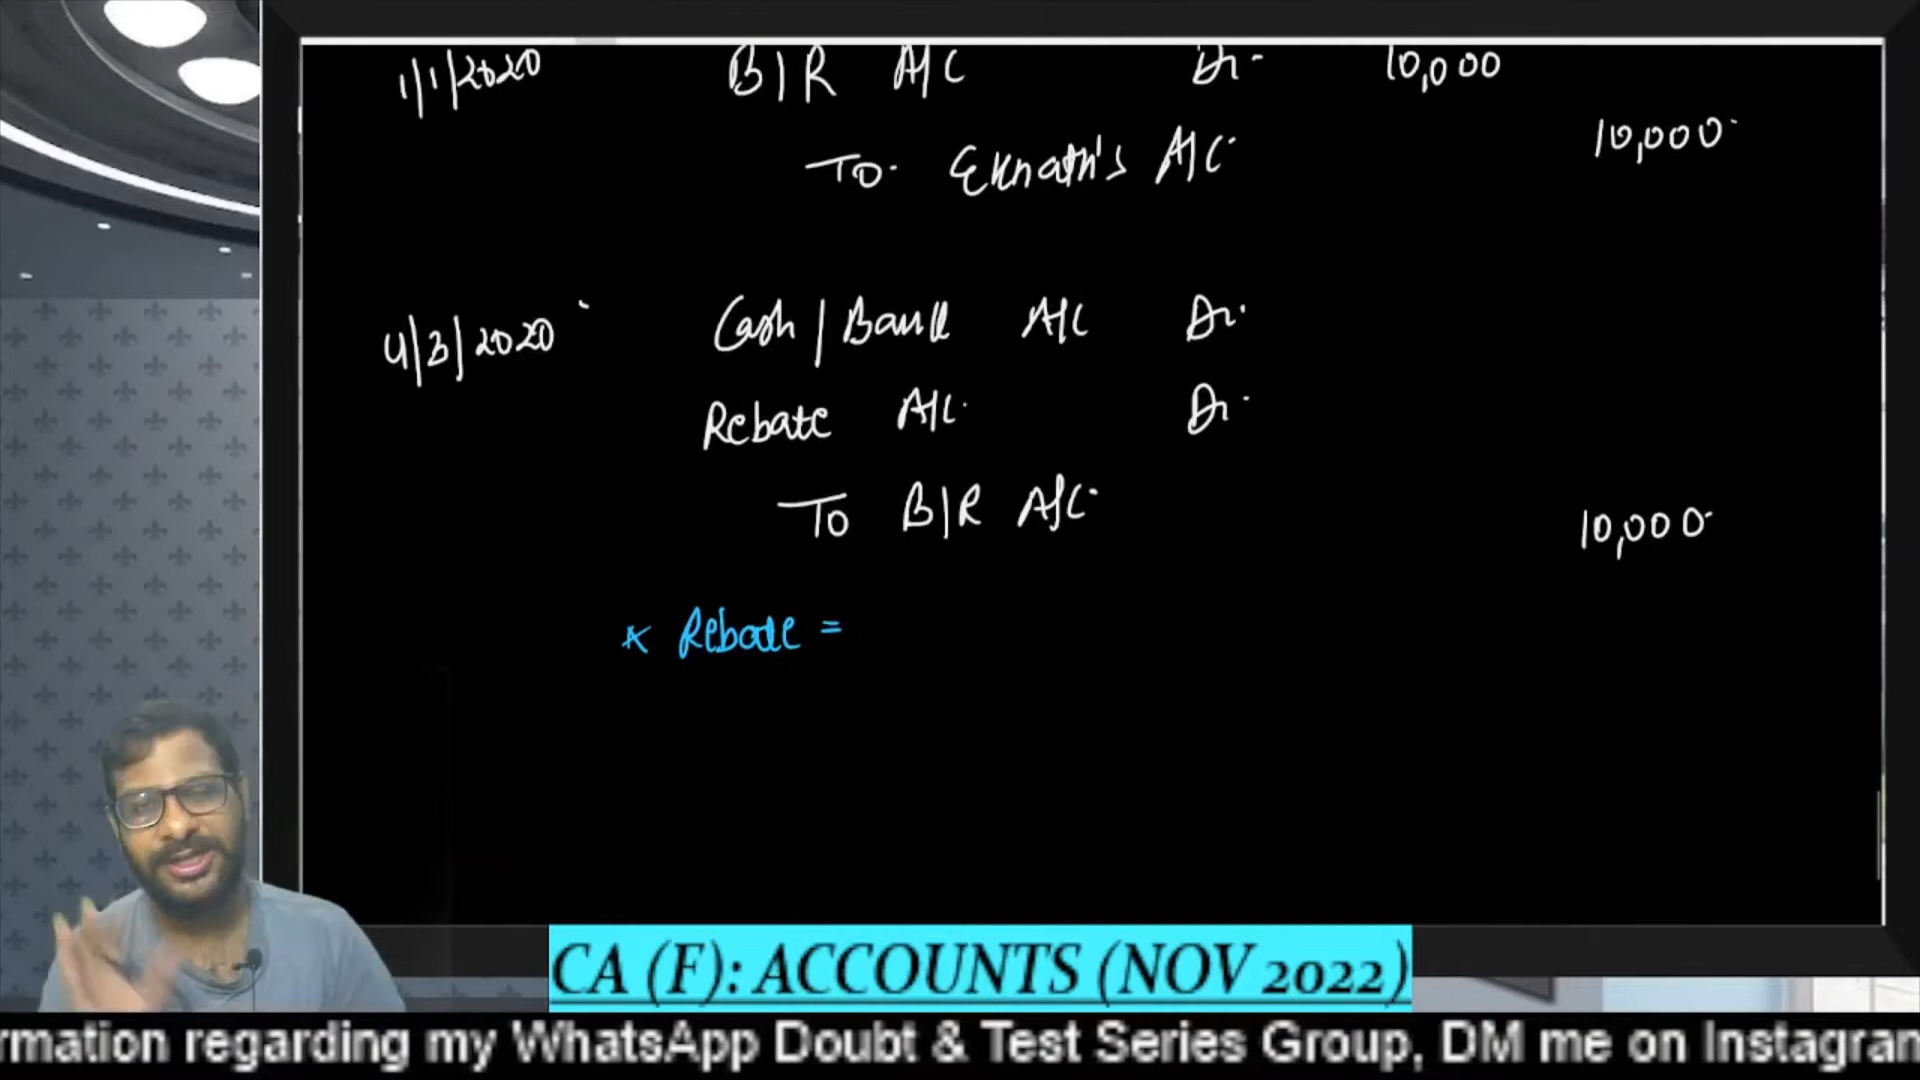 1/1/2020 B/R A/C Dr. 10,000
To Eknath's A/C 10,000
4/3/2020 Cash/Bank A/C Dr.
Rebate A/C Dr.
To B/R A/C 10,000
* Rebate =
CA (F): ACCOUNTS (NOV 2022)
rmation regarding my WhatsApp Doubt & Test Series Group, DM me on Instagram